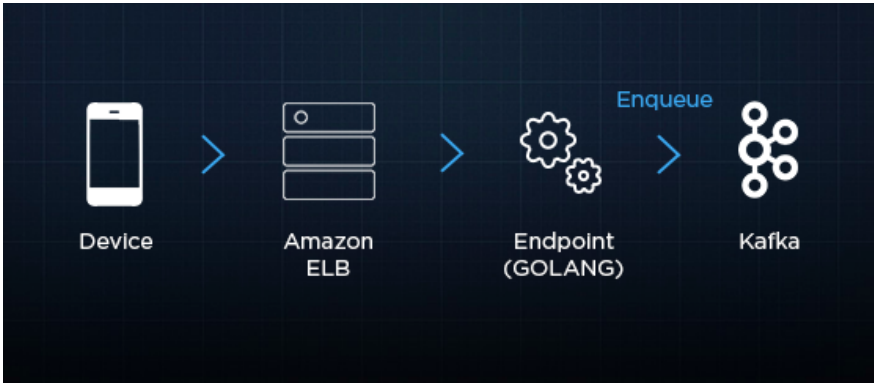 Enqueue
Device
Amazon
ELB
Endpoint
(GOLANG)
Kafka